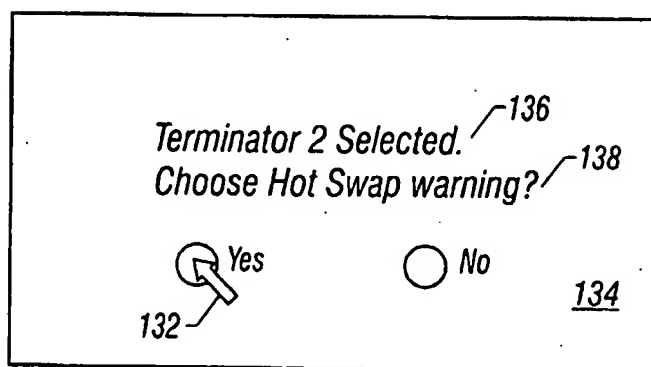 136
Terminator 2 Selected.
138
Choose Hot Swap warning?
Yes
No
134
132